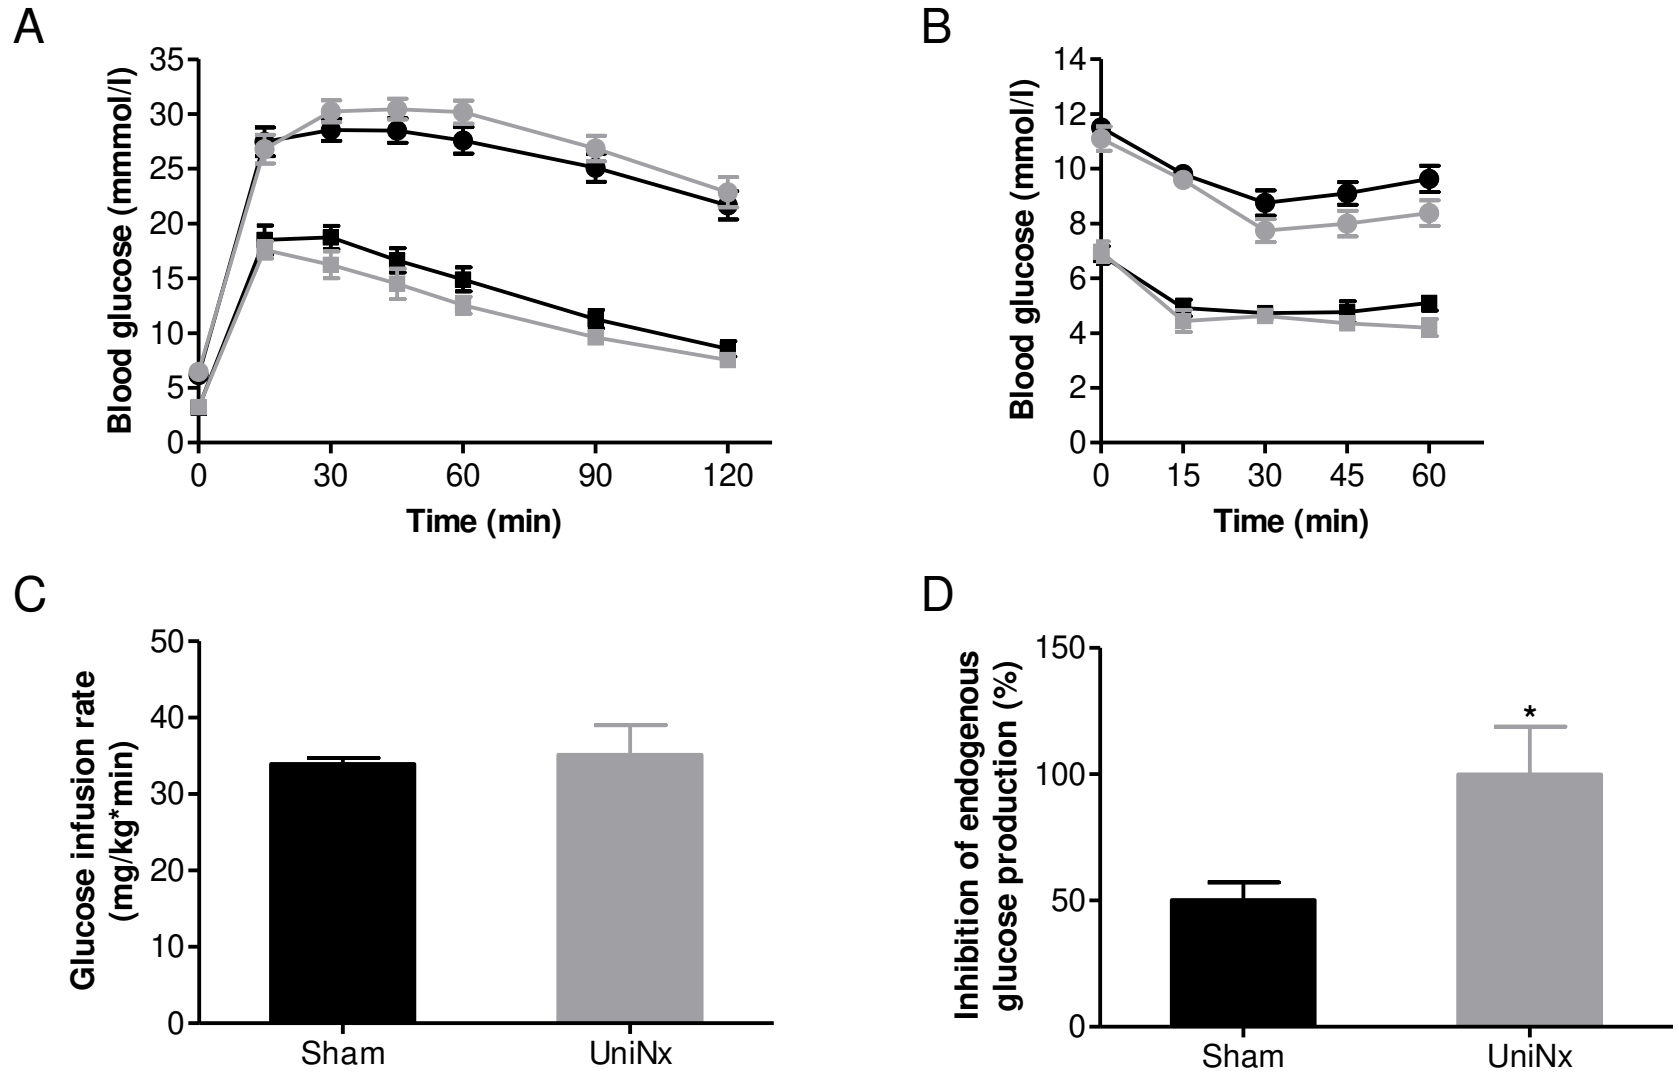 A
Blood glucose (mmmol/l)
35
30
25
20
15
10
5
0
0 30 60 90 120
Time (min)
B
Blood glucose (mmol/l)
14
12
10
8
6
4
2
0
0 15 30 45 60
Time (min)
C
Glucose infusion rate
(mg/kg*min)
50
40
30
20
10
0
Sham UniNx
D
Inhibition of endogenous
glucose production (%)
150
100
50
0
*
Sham UniNx